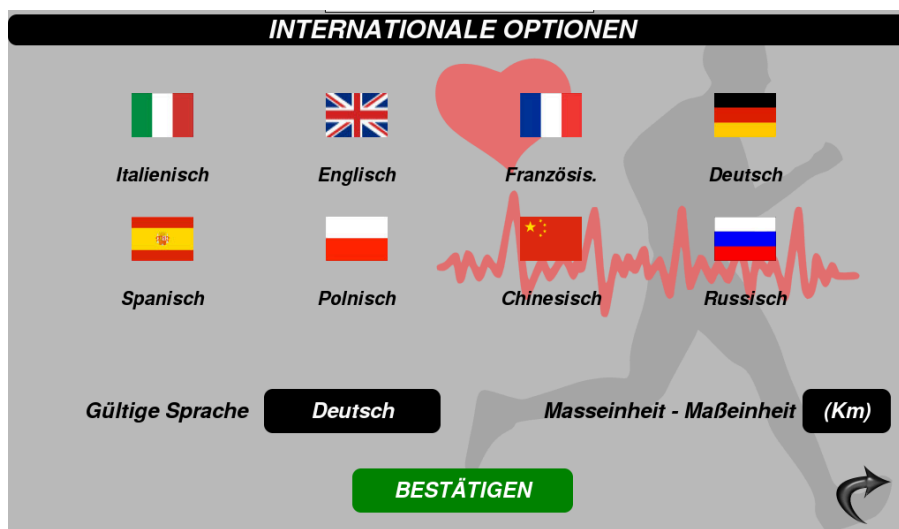 INTERNATIONALE OPTIONEN
Italienisch Englisch Französis. Deutsch
Spanisch Polnisch Chinesisch Russisch
Gültige Sprache Deutsch Masseinheit - Maßeinheit (Km)
BESTÄTIGEN